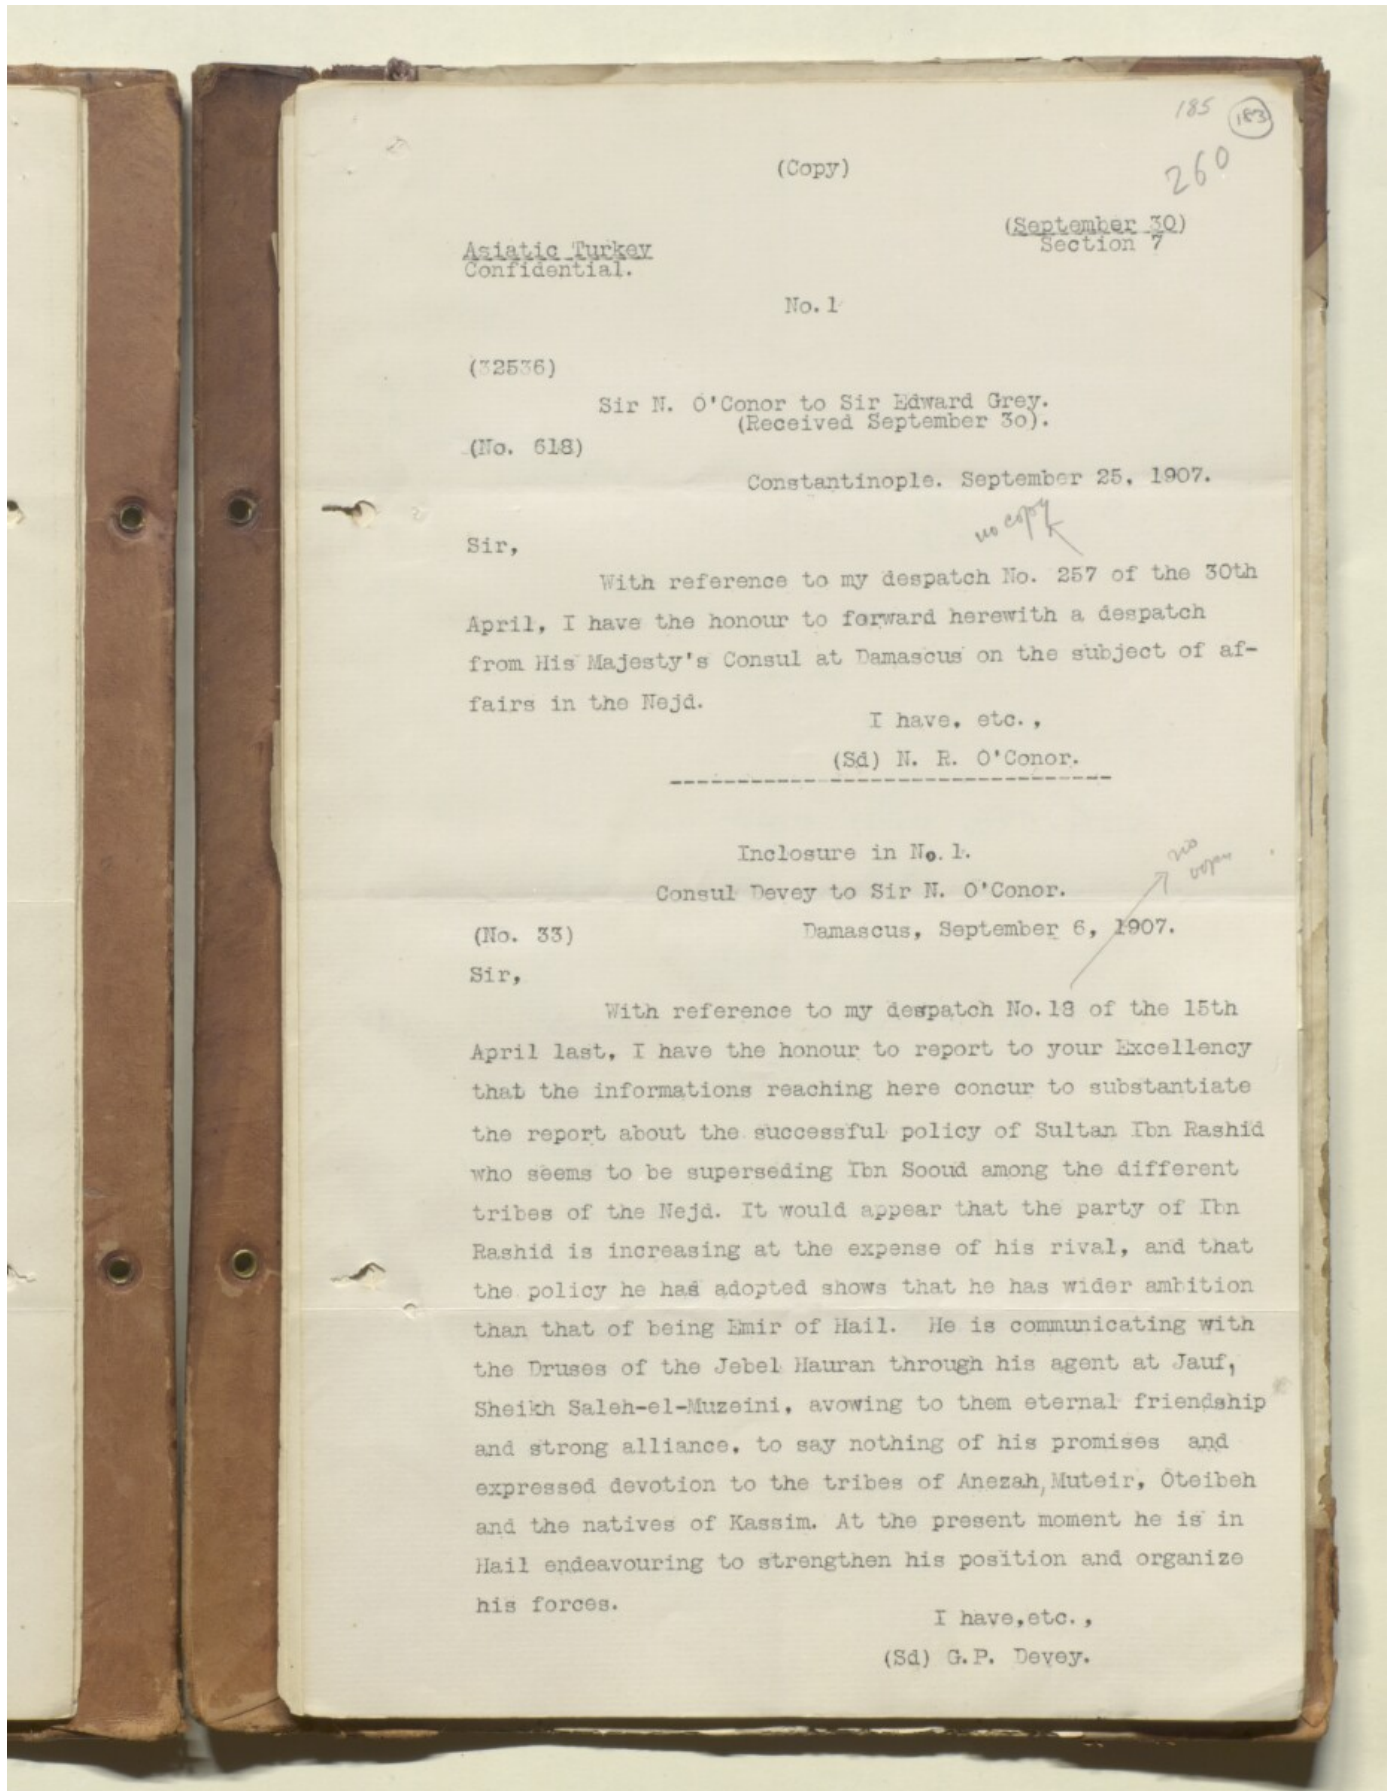 185 183
260
(Copy)
(September 30)
Section 7
Asiatic Turkey
Confidential.
No. 1
(32536)
Sir N. O'Conor to Sir Edward Grey.
(Received September 30).
(No. 618)
Constantinople. September 25, 1907.
no copy
Sir,
With reference to my despatch No. 257 of the 30th
April, I have the honour to forward herewith a despatch
from His Majesty's Consul at Damascus on the subject of af-
fairs in the Nejd.
I have, etc.,
(Sd) N. R. O'Conor.
Inclosure in No. 1.
no copy
Consul Devey to Sir N. O'Conor.
(No. 33)
Damascus, September 6, 1907.
Sir,
With reference to my despatch No. 18 of the 15th
April last, I have the honour to report to your Excellency
that the informations reaching here concur to substantiate
the report about the successful policy of Sultan Ibn Rashid
who seems to be superseding Ibn Sooud among the different
tribes of the Nejd. It would appear that the party of Ibn
Rashid is increasing at the expense of his rival, and that
the policy he has adopted shows that he has wider ambition
than that of being Emir of Hail. He is communicating with
the Druses of the Jebel Hauran through his agent at Jauf,
Sheikh Saleh-el-Muzeini, avowing to them eternal friendship
and strong alliance, to say nothing of his promises and
expressed devotion to the tribes of Anezah, Muteir, Oteibeh
and the natives of Kassim. At the present moment he is in
Hail endeavouring to strengthen his position and organize
his forces.
I have,etc.,
(Sd) G.P. Devey.